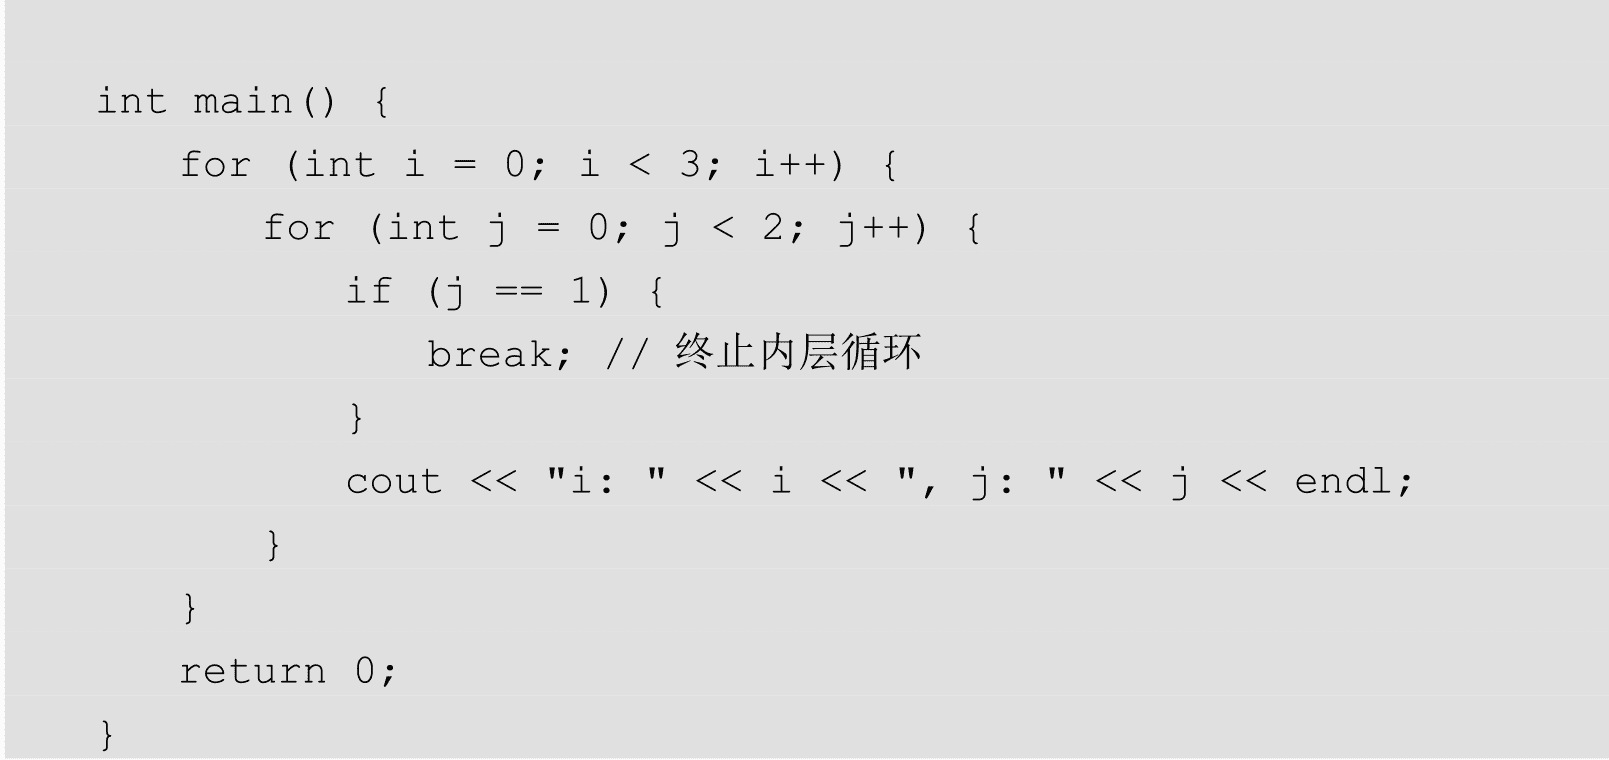 int main() {
for (int i = 0; i < 3; i++) {
for (int j = 0; j < 2; j++) {
if (j == 1) {
break; // 终止内层循环
}
cout << "i: " << i << ", j: " << j << endl;
}
}
return 0;
}